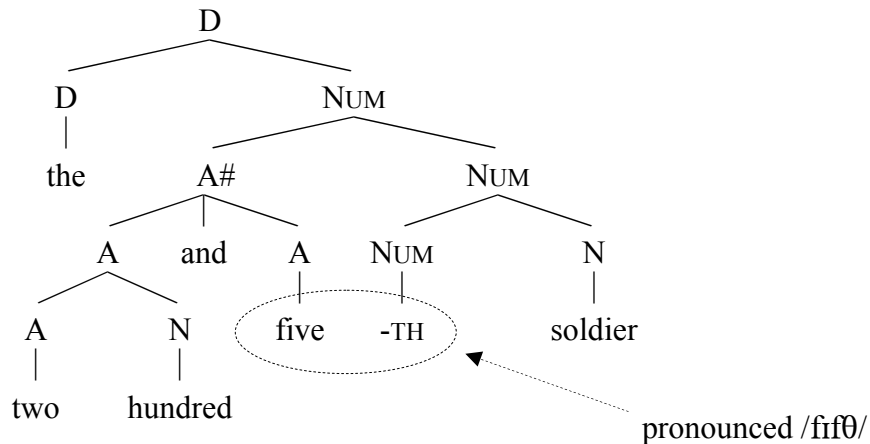 D
D NUM
the A# NUM
A and A NUM N
A N five -TH soldier
two hundred
pronounced /fɪfθ/